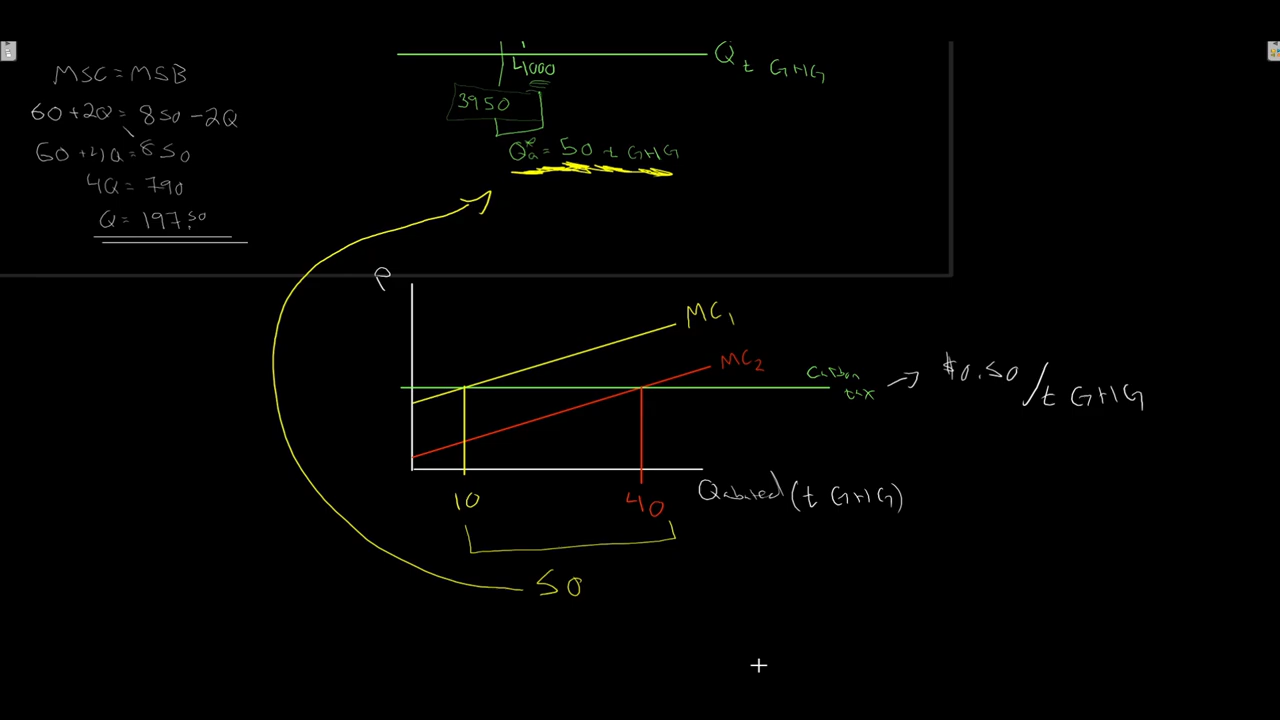 MSC = MSB
60 + 2Q = 850 - 2Q
60 + 4Q = 850
4Q = 790
Q = 197.50
Q t GHG
4000
3950
Qa* = 50 t GHG
P
MC1
MC2
Carbon tax
$0.50 / t GHG
Qabated (t GHG)
10
40
50